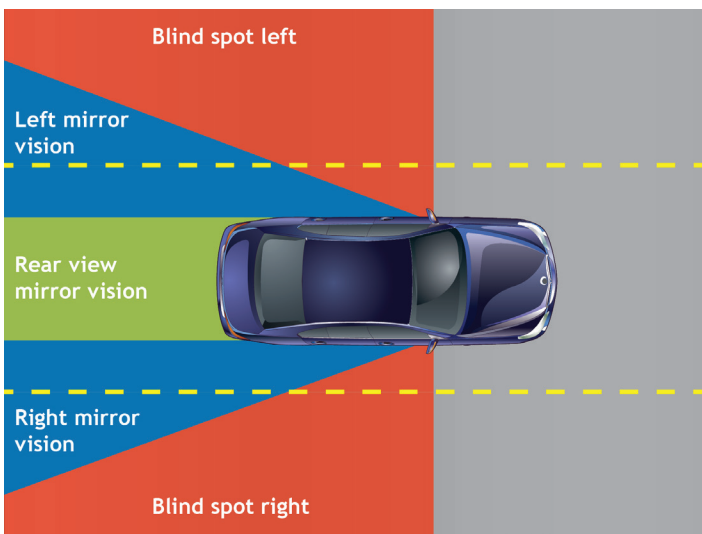 Blind spot left
Left mirror
vision
Rear view
mirror vision
Right mirror
vision
Blind spot right